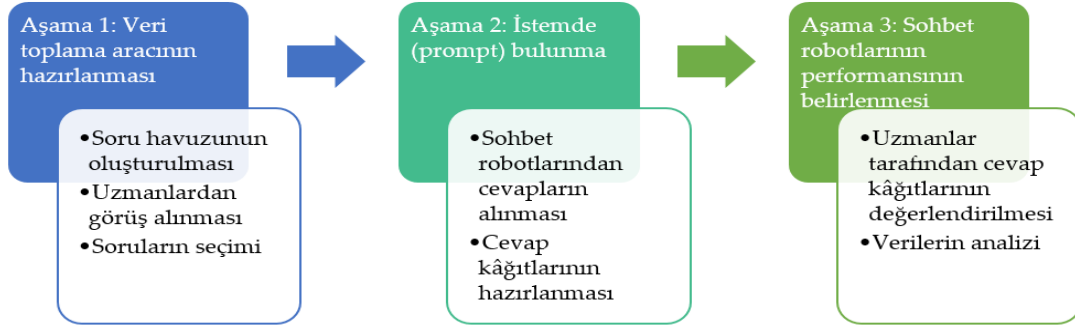 Aşama 1: Veri
toplama aracının
hazırlanması
•Soru havuzunun
oluşturulması
•Uzmanlardan
görüş alınması
•Soruların seçimi
Aşama 2: İstemde
(prompt) bulunma
•Sohbet
robotlarından
cevapların
alınması
•Cevap
kâğıtlarının
hazırlanması
Aşama 3: Sohbet
robotlarının
performansının
belirlenmesi
•Uzmanlar
tarafından cevap
kâğıtlarının
değerlendirilmesi
•Verilerin analizi